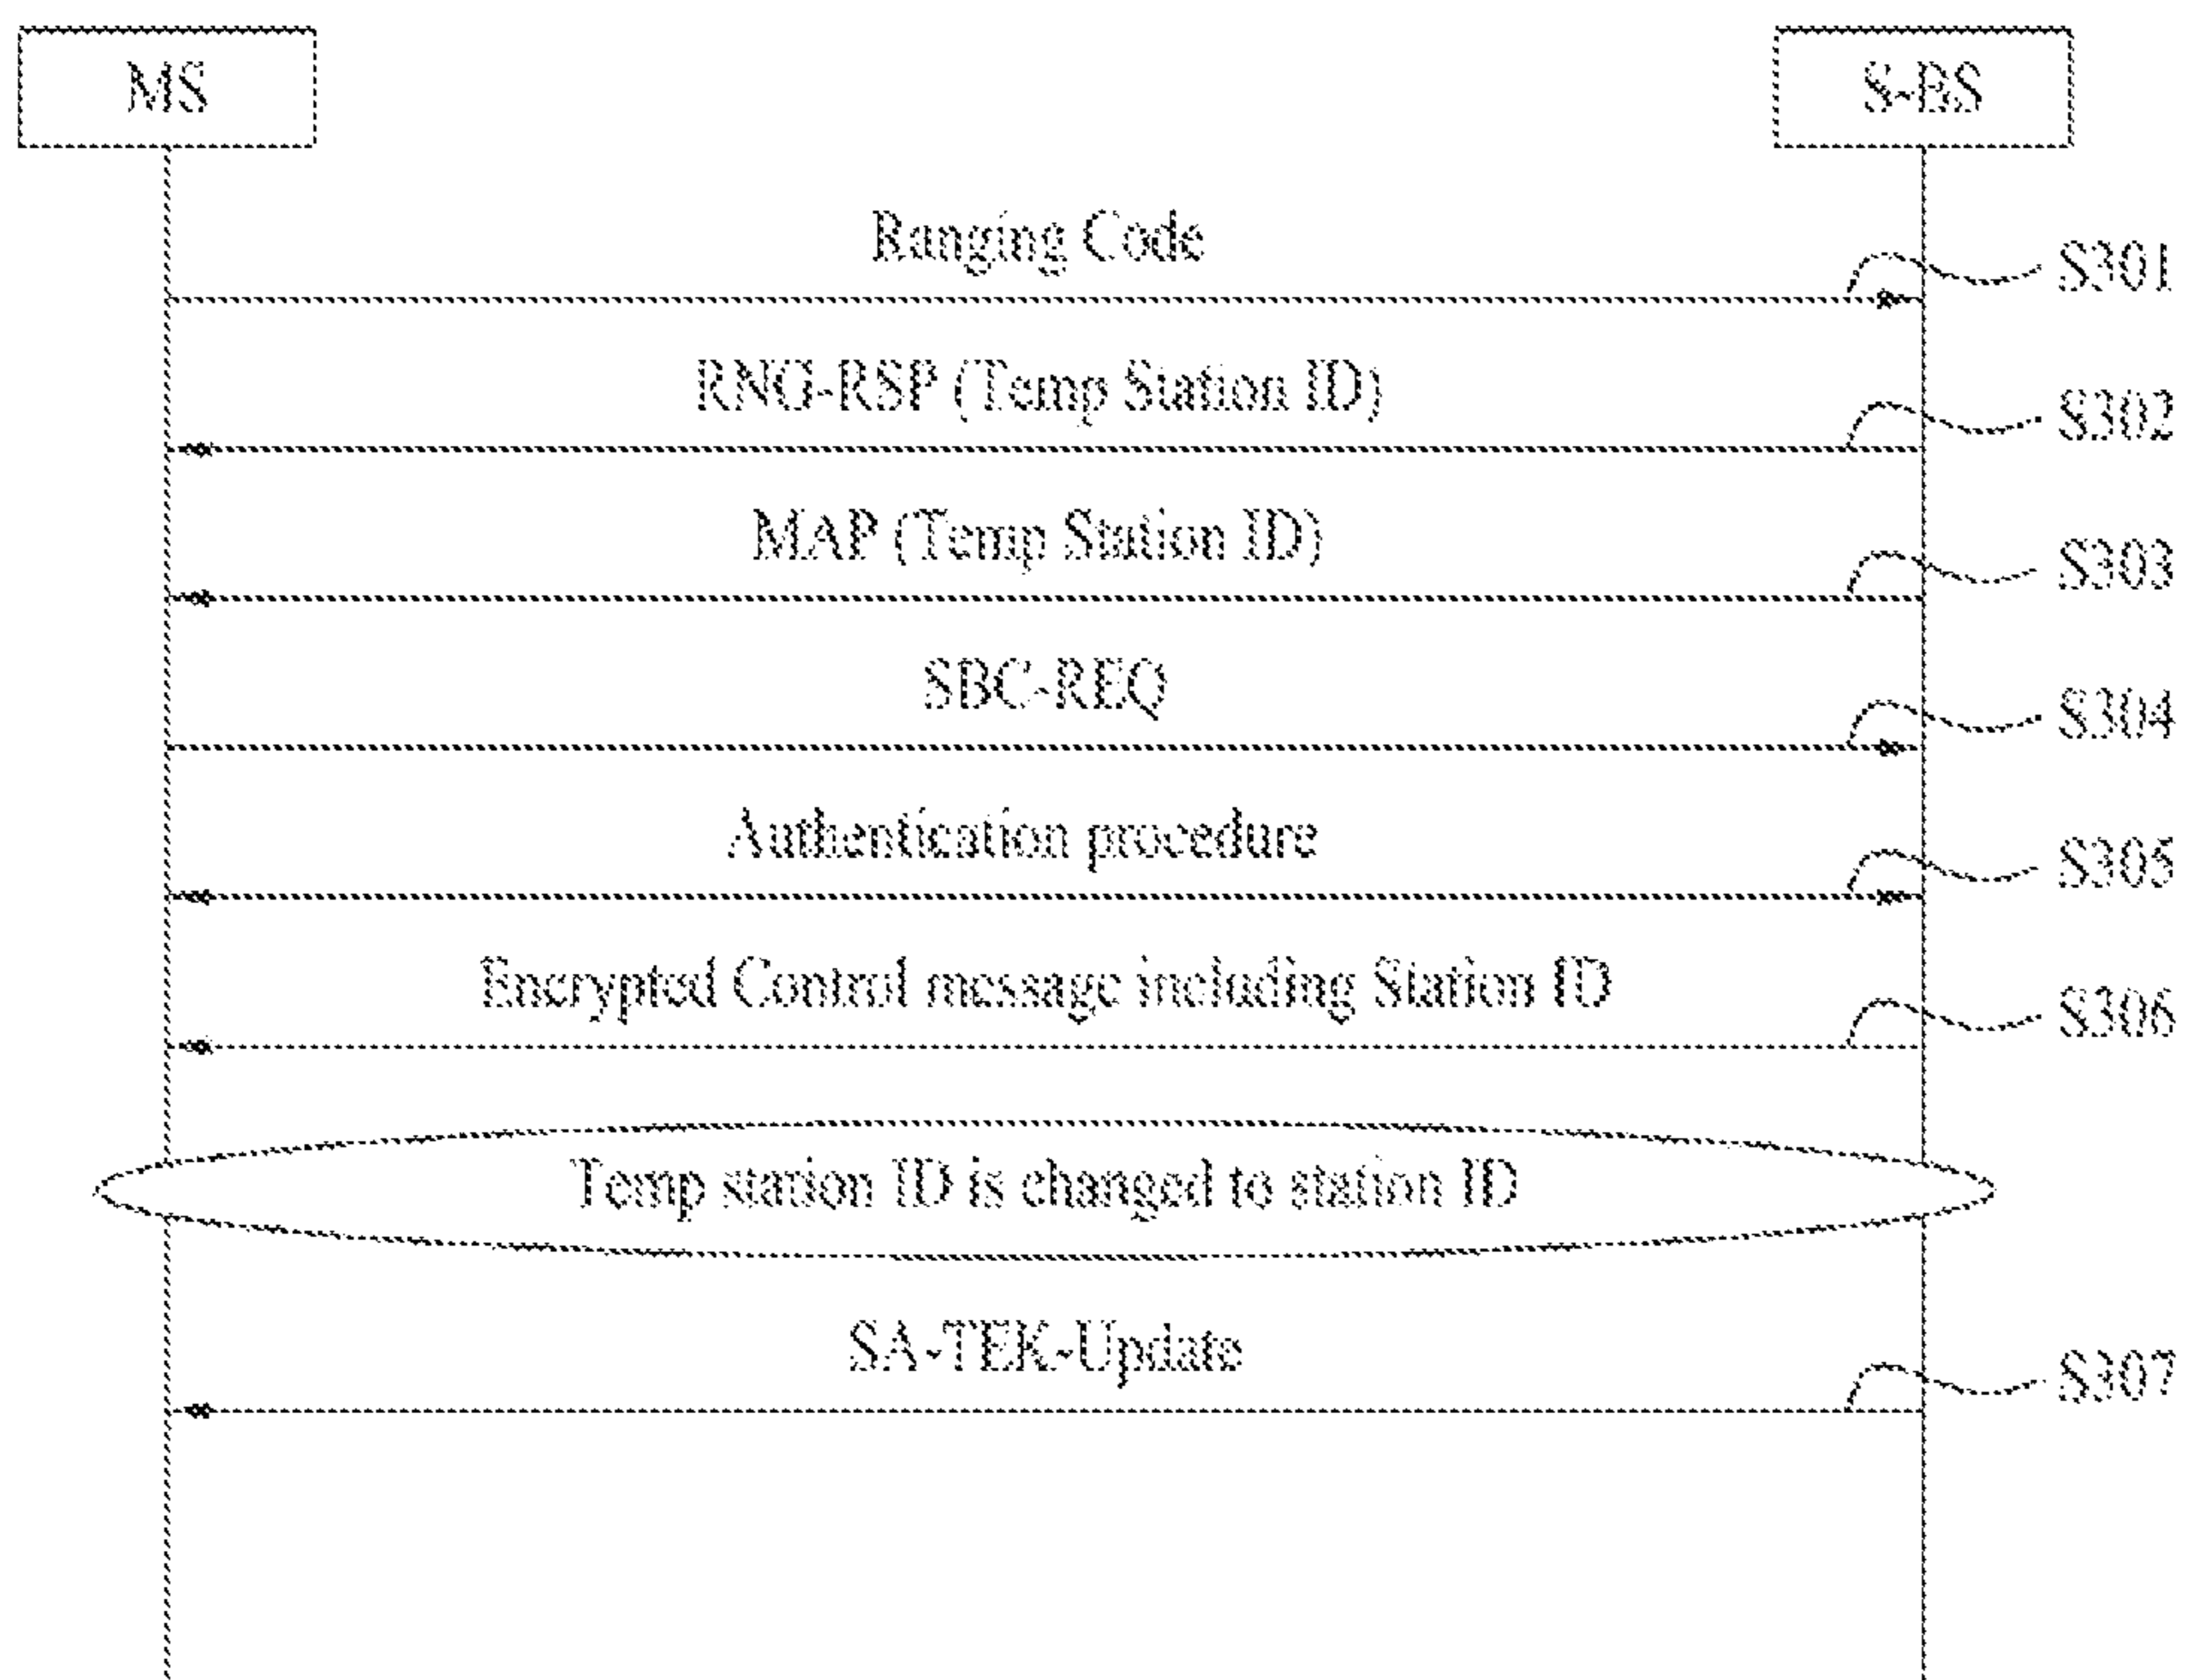 MS
S-BS
Ranging Code
S301
RNG-RSP (Temp Station ID)
S302
MAP (Temp Station ID)
S303
SBC-REQ
S304
Authentication procedure
S305
Encrypted Control message including Station ID
S306
Temp station ID is changed to station ID
SA-TEK-Update
S307